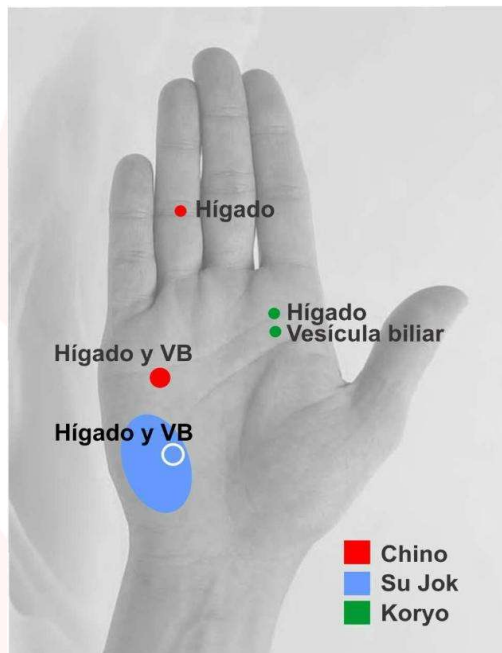 Hígado
Hígado
Vesícula biliar
Hígado y VB
Hígado y VB
Chino
Su Jok
Koryo